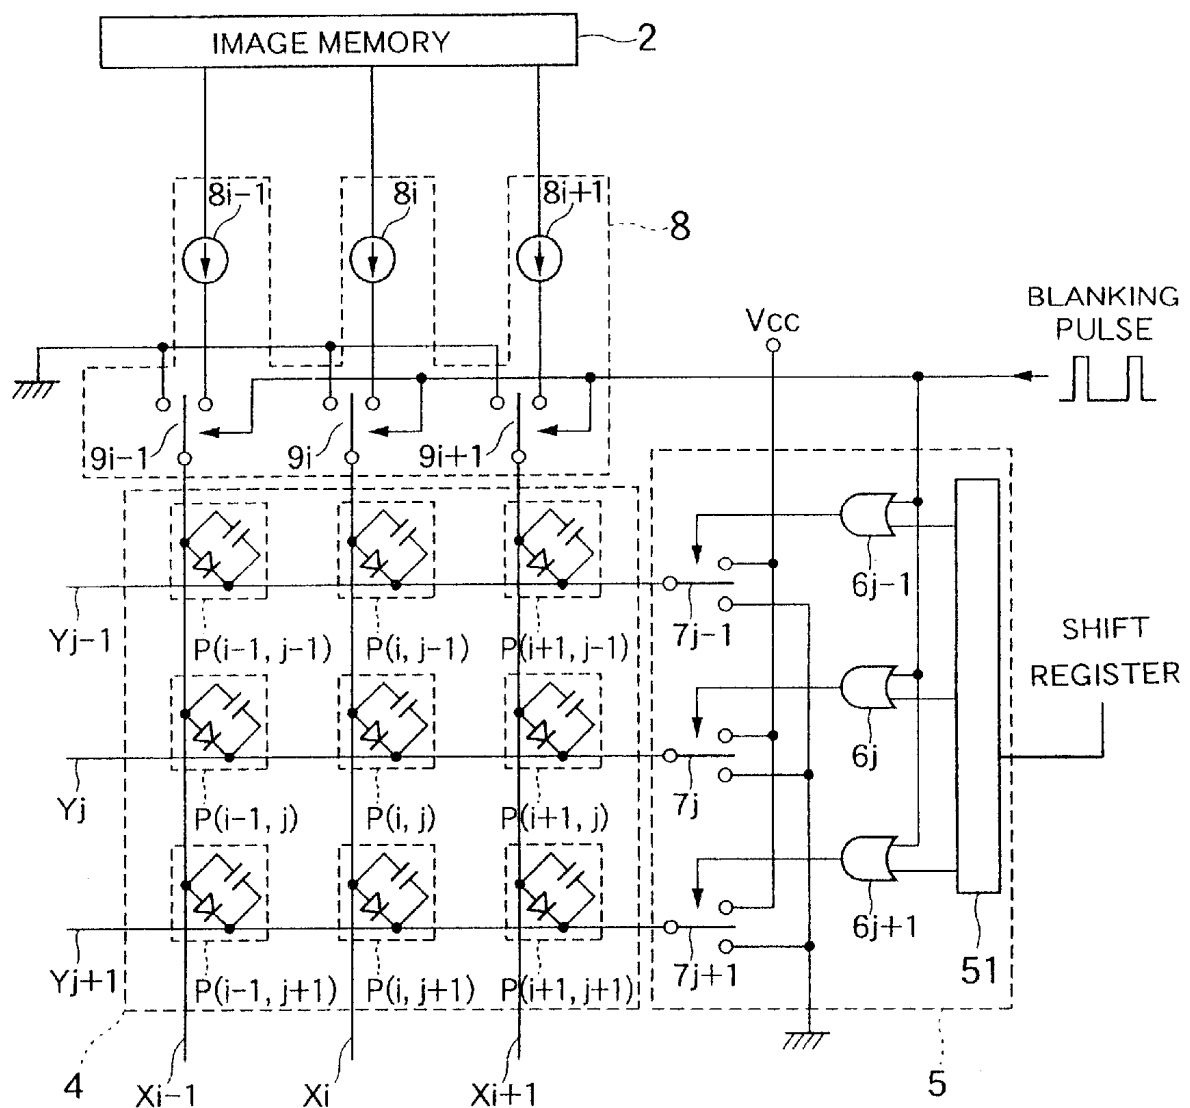 IMAGE MEMORY
2
8i-1
8i
8i+1
8
BLANKING
PULSE
Vcc
9i-1
9i
9i+1
6j-1
7j-1
Yj-1
P(i-1, j-1)
P(i, j-1)
P(i+1, j-1)
SHIFT
REGISTER
6j
7j
Yj
P(i-1, j)
P(i, j)
P(i+1, j)
6j+1
7j+1
51
Yj+1
P(i-1, j+1)
P(i, j+1)
P(i+1, j+1)
4
Xi-1
Xi
Xi+1
5